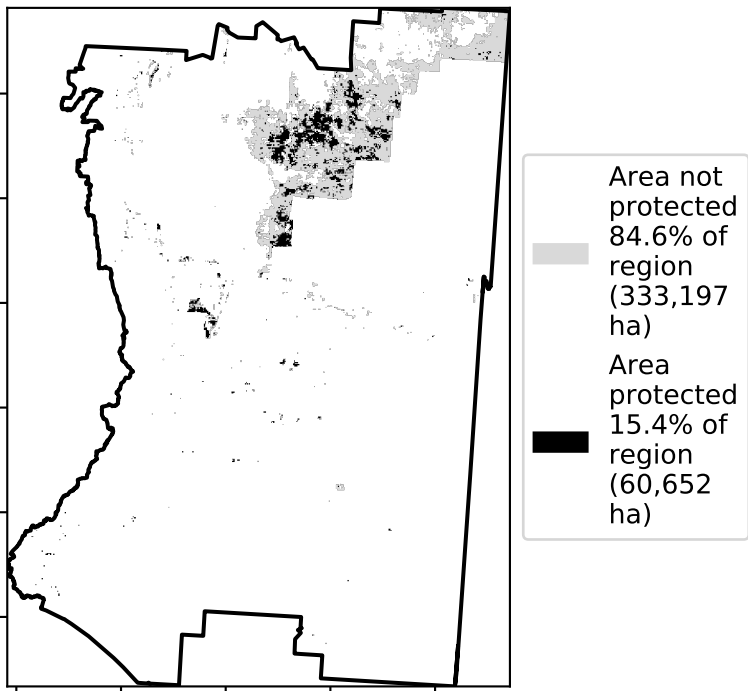 Area not
protected
84.6% of
region
(333,197
ha)
Area
protected
15.4% of
region
(60,652
ha)